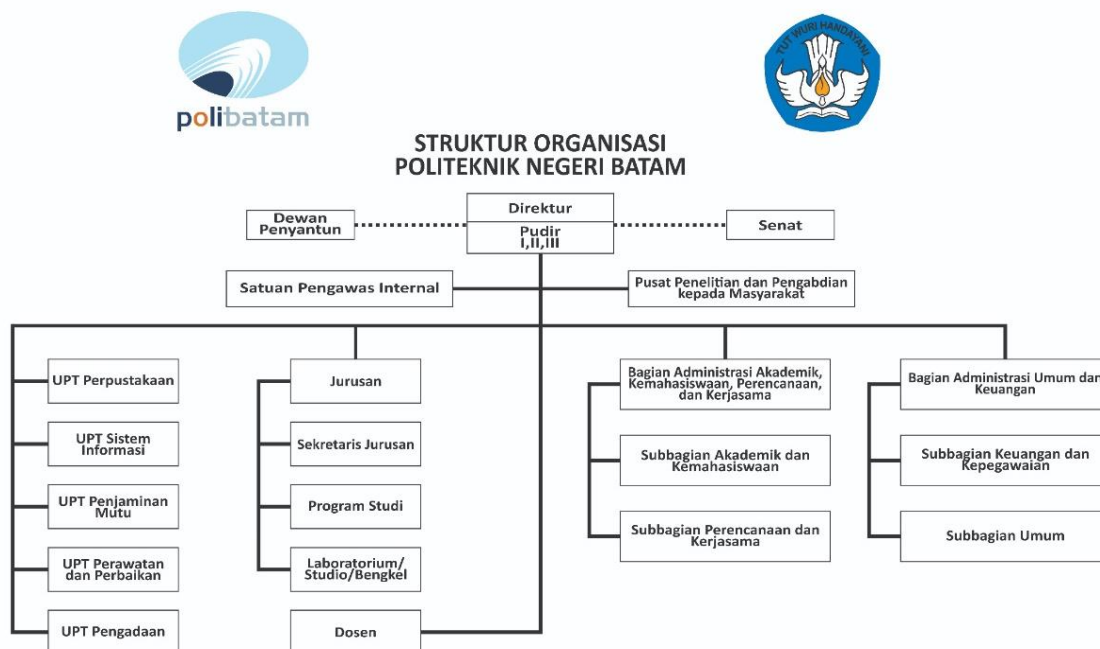 polibatam
TUT WURI HANDAYANI
STRUKTUR ORGANISASI
POLITEKNIK NEGERI BATAM
Direktur
Dewan
Penyantun
Pudir
I,II,III
Senat
Satuan Pengawas Internal
Pusat Penelitian dan Pengabdian
kepada Masyarakat
UPT Perpustakaan
UPT Sistem
Informasi
UPT Penjaminan
Mutu
UPT Perawatan
dan Perbaikan
UPT Pengadaan
Jurusan
Sekretaris Jurusan
Program Studi
Laboratorium/
Studio/Bengkel
Dosen
Bagian Administrasi Akademik,
Kemahasiswaan, Perencanaan,
dan Kerjasama
Subbagian Akademik dan
Kemahasiswaan
Subbagian Perencanaan dan
Kerjasama
Bagian Administrasi Umum dan
Keuangan
Subbagian Keuangan dan
Kepegawaian
Subbagian Umum